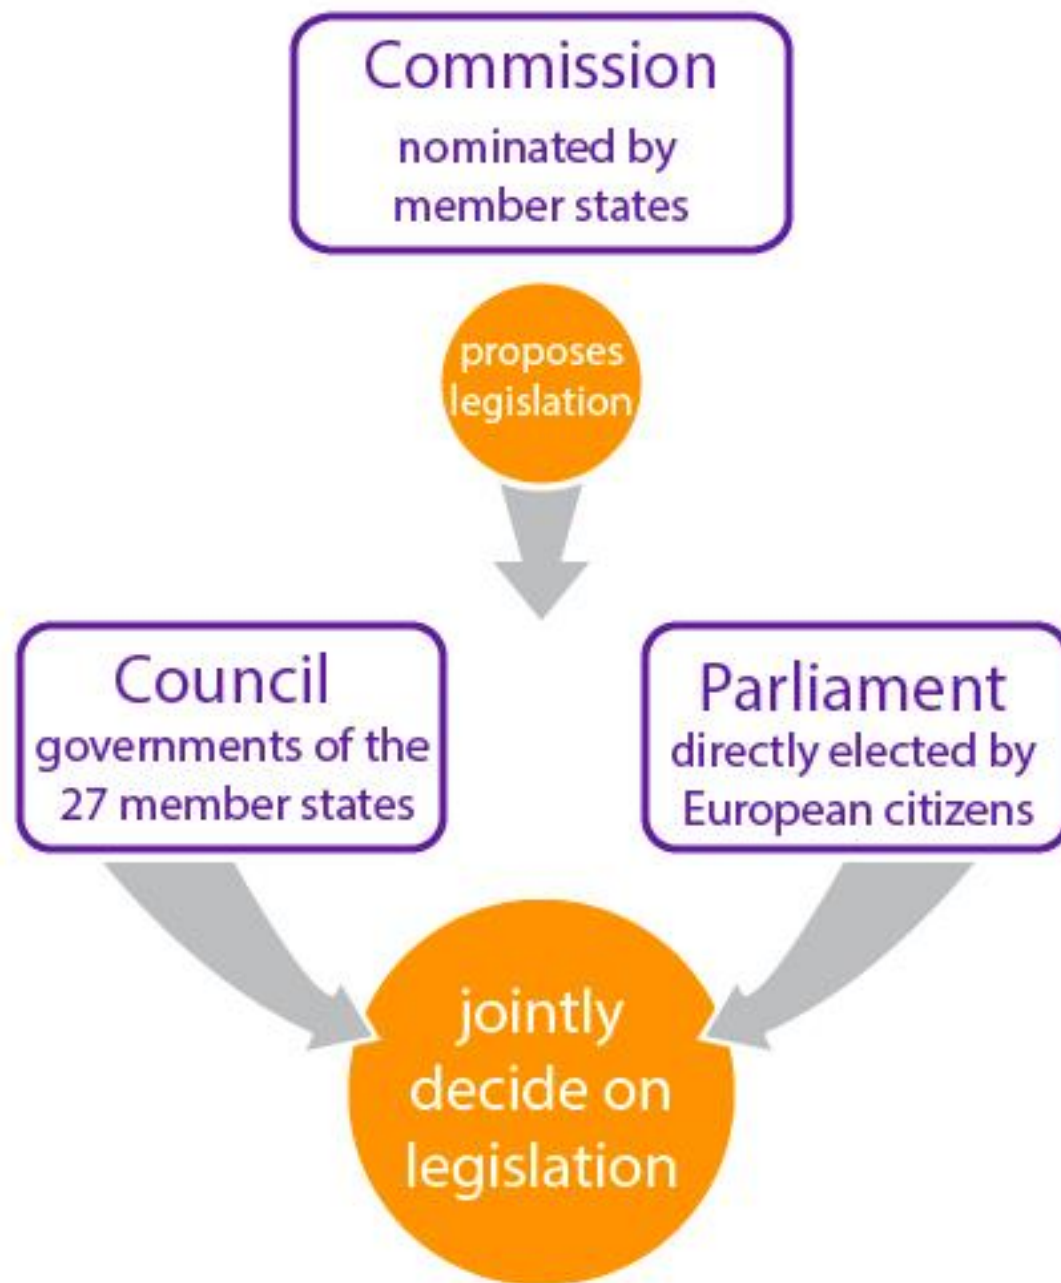 Commission
nominated by
member states
proposes
legislation
Council
governments of the
27 member states
Parliament
directly elected by
European citizens
jointly
decide on
legislation